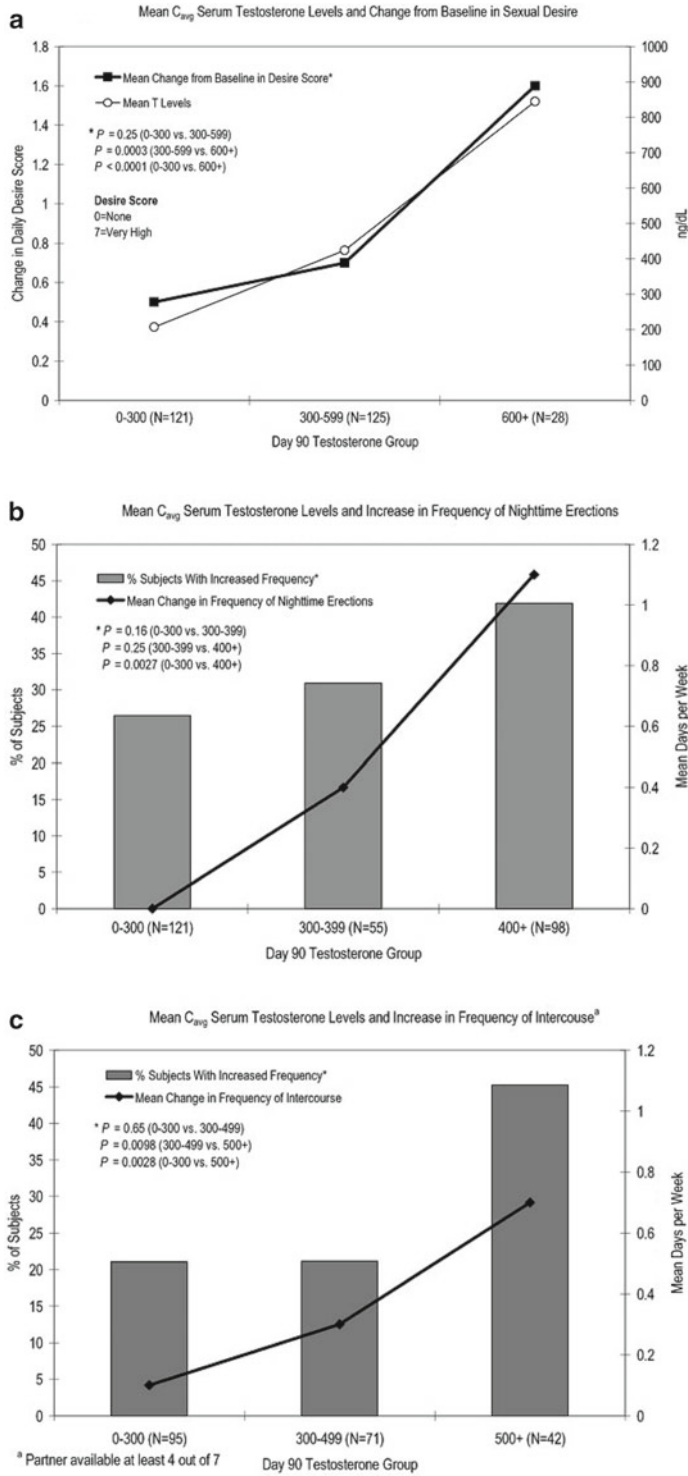 a
Mean Cavg Serum Testosterone Levels and Change from Baseline in Sexual Desire
1.8
1.6
1.4
1.2
1
0.8
0.6
0.4
0.2
0
Change in Daily Desire Score
Mean Change from Baseline in Desire Score*
Mean T Levels
* P = 0.25 (0-300 vs. 300-599)
P = 0.0003 (300-599 vs. 600+)
P < 0.0001 (0-300 vs. 600+)
Desire Score
0=None
7=Very High
1000
900
800
700
600
500
400
300
200
100
0
ng/dL
0-300 (N=121) 300-599 (N=125) 600+ (N=28)
Day 90 Testosterone Group
b
Mean Cavg Serum Testosterone Levels and Increase in Frequency of Nighttime Erections
50
45
40
35
30
25
20
15
10
5
0
% of Subjects
% Subjects With Increased Frequency*
Mean Change in Frequency of Nighttime Erections
* P = 0.16 (0-300 vs. 300-399)
P = 0.25 (300-399 vs. 400+)
P = 0.0027 (0-300 vs. 400+)
1.2
1
0.8
0.6
0.4
0.2
0
Mean Days per Week
0-300 (N=121) 300-399 (N=55) 400+ (N=98)
Day 90 Testosterone Group
c
Mean Cavg Serum Testosterone Levels and Increase in Frequency of Intercouse a
50
45
40
35
30
25
20
15
10
5
0
% of Subjects
% Subjects With Increased Frequency*
Mean Change in Frequency of Intercourse
* P = 0.65 (0-300 vs. 300-499)
P = 0.0098 (300-499 vs. 500+)
P = 0.0028 (0-300 vs. 500+)
1.2
1
0.8
0.6
0.4
0.2
0
Mean Days per Week
0-300 (N=95) 300-499 (N=71) 500+ (N=42)
a Partner available at least 4 out of 7
Day 90 Testosterone Group